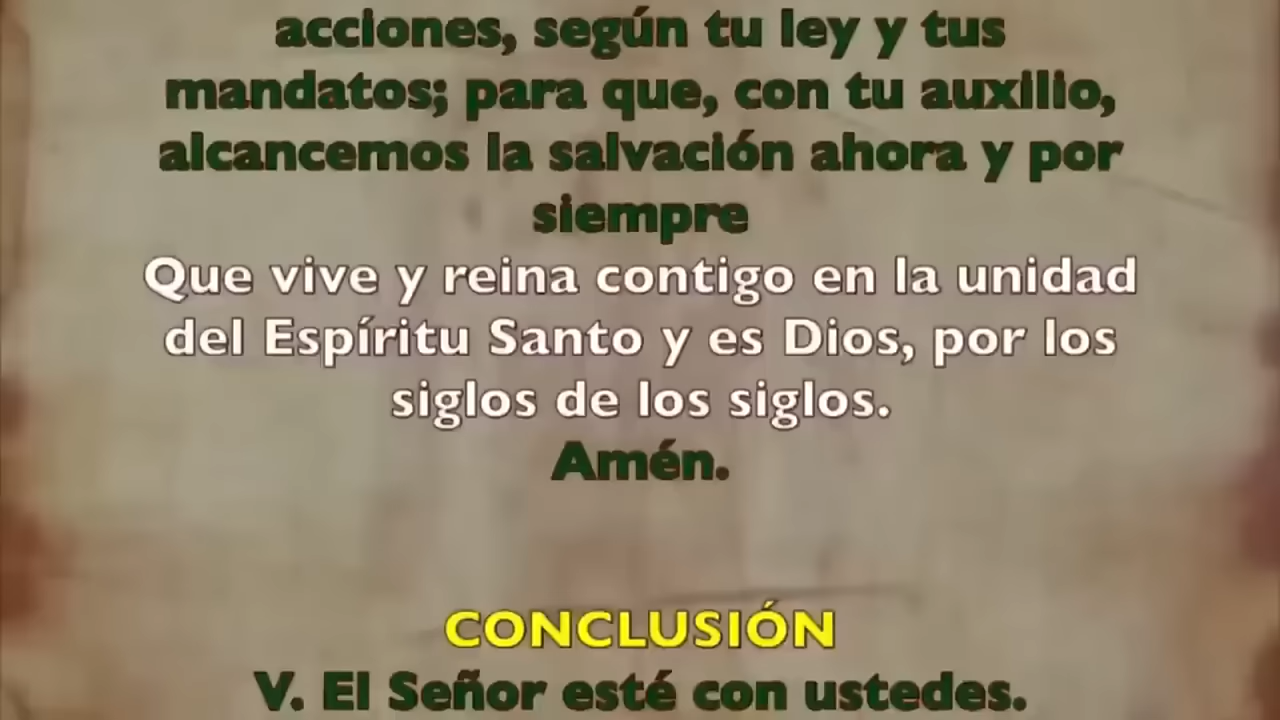 acciones, según tu ley y tus
mandatos; para que, con tu auxilio,
alcancemos la salvación ahora y por
siempre
Que vive y reina contigo en la unidad
del Espíritu Santo y es Dios, por los
siglos de los siglos.
Amén.
CONCLUSIÓN
V. El Señor esté con ustedes.